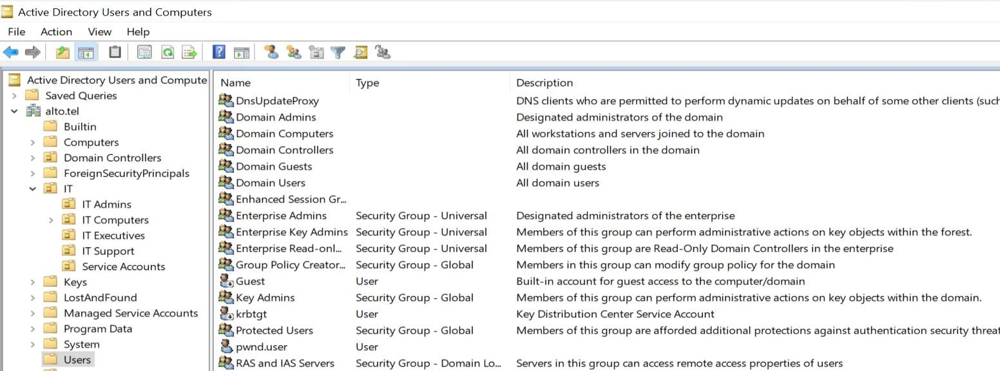 Active Directory Users and Computers
File Action View Help
Active Directory Users and Compute
Saved Queries
alto.tel
Builtin
Computers
Domain Controllers
ForeignSecurityPrincipals
IT
IT Admins
IT Computers
IT Executives
IT Support
Service Accounts
Keys
LostAndFound
Managed Service Accounts
Program Data
System
Users
Name Type Description
DnsUpdateProxy DNS clients who are permitted to perform dynamic updates on behalf of some other clients (such
Domain Admins Designated administrators of the domain
Domain Computers All workstations and servers joined to the domain
Domain Controllers All domain controllers in the domain
Domain Guests All domain guests
Domain Users All domain users
Enhanced Session Gr...
Enterprise Admins Security Group - Universal Designated administrators of the enterprise
Enterprise Key Admins Security Group - Universal Members of this group can perform administrative actions on key objects within the forest.
Enterprise Read-onl... Security Group - Universal Members of this group are Read-Only Domain Controllers in the enterprise
Group Policy Creator... Security Group - Global Members in this group can modify group policy for the domain
Guest User Built-in account for guest access to the computer/domain
Key Admins Security Group - Global Members of this group can perform administrative actions on key objects within the domain.
krbtgt User Key Distribution Center Service Account
Protected Users Security Group - Global Members of this group are afforded additional protections against authentication security threat
pwnd.user User
RAS and IAS Servers Security Group - Domain Lo... Servers in this group can access remote access properties of users